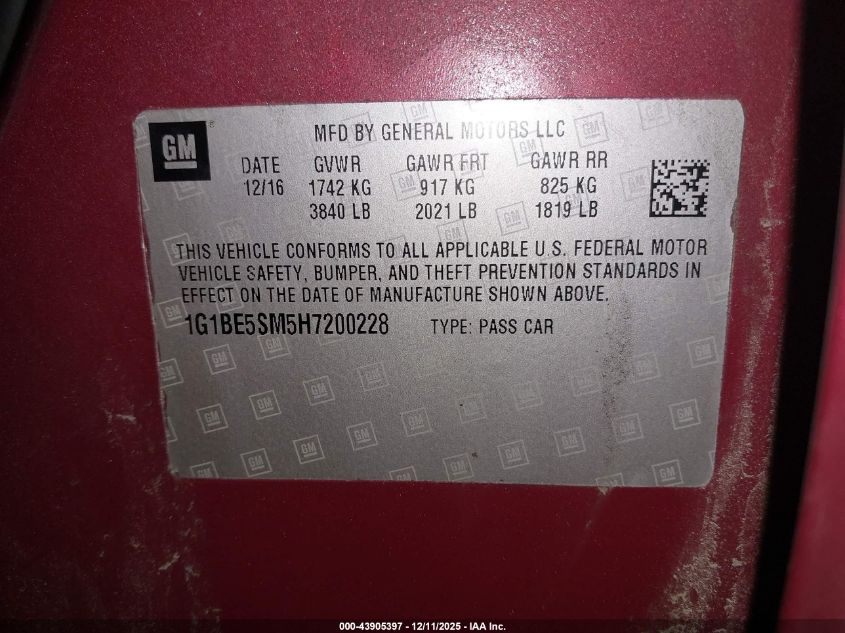 GM
MFD BY GENERAL MOTORS LLC
DATE GVWR GAWR FRT GAWR RR
12/16 1742 KG 917 KG 825 KG
3840 LB 2021 LB 1819 LB
THIS VEHICLE CONFORMS TO ALL APPLICABLE U.S. FEDERAL MOTOR
VEHICLE SAFETY, BUMPER, AND THEFT PREVENTION STANDARDS IN
EFFECT ON THE DATE OF MANUFACTURE SHOWN ABOVE.
1G1BE5SM5H7200228 TYPE: PASS CAR
000-43905397 - 12/11/2025 - IAA Inc.